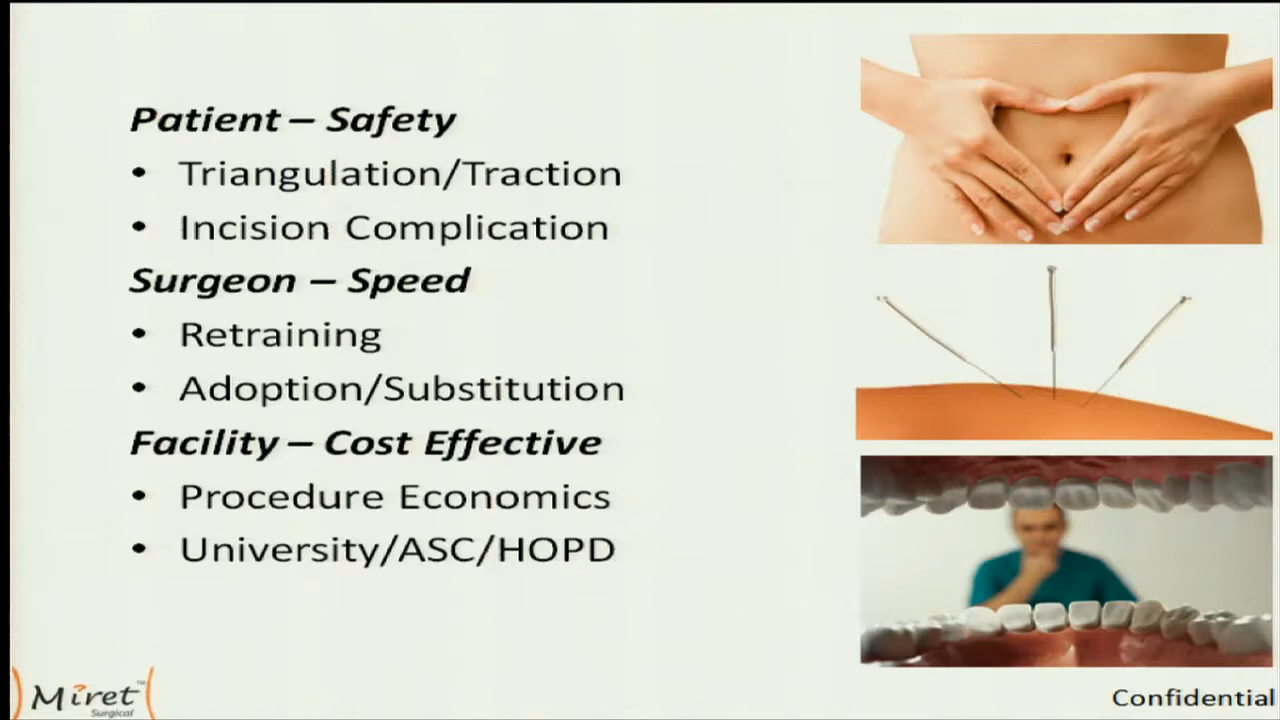 Patient – Safety
• Triangulation/Traction
• Incision Complication
Surgeon – Speed
• Retraining
• Adoption/Substitution
Facility – Cost Effective
• Procedure Economics
• University/ASC/HOPD
Miret™
Surgical
Confidential